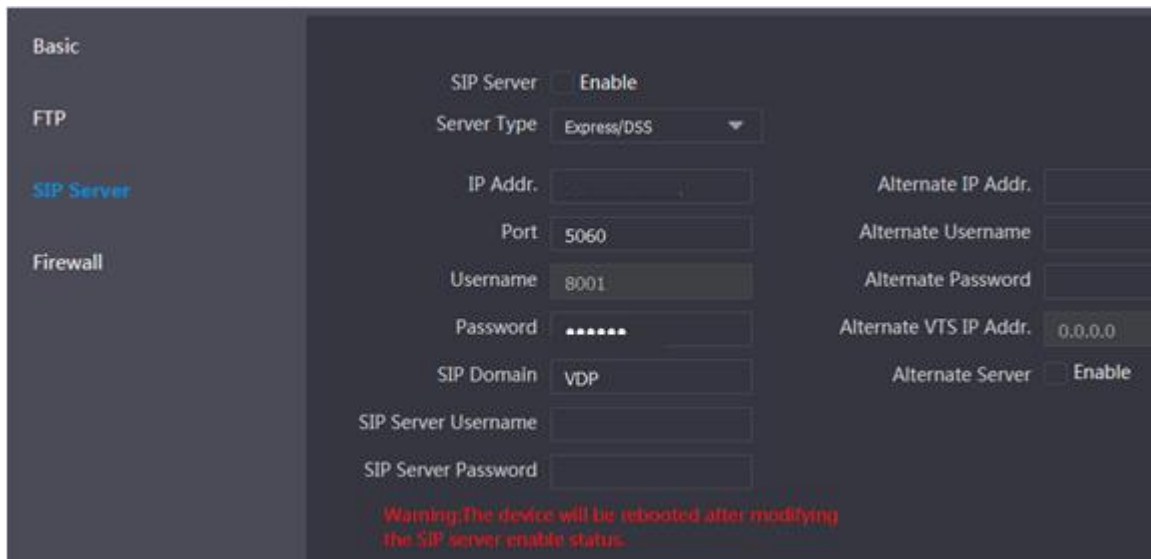 Basic
FTP
SIP Server
Firewall
SIP Server Enable
Server Type Express/DSS
IP Addr.
Port 5060
Username 8001
Password ••••••
SIP Domain VDP
SIP Server Username
SIP Server Password
Alternate IP Addr.
Alternate Username
Alternate Password
Alternate VTS IP Addr. 0.0.0.0
Alternate Server Enable
Warning:The device will be rebooted after modifying
the SIP server enable status.